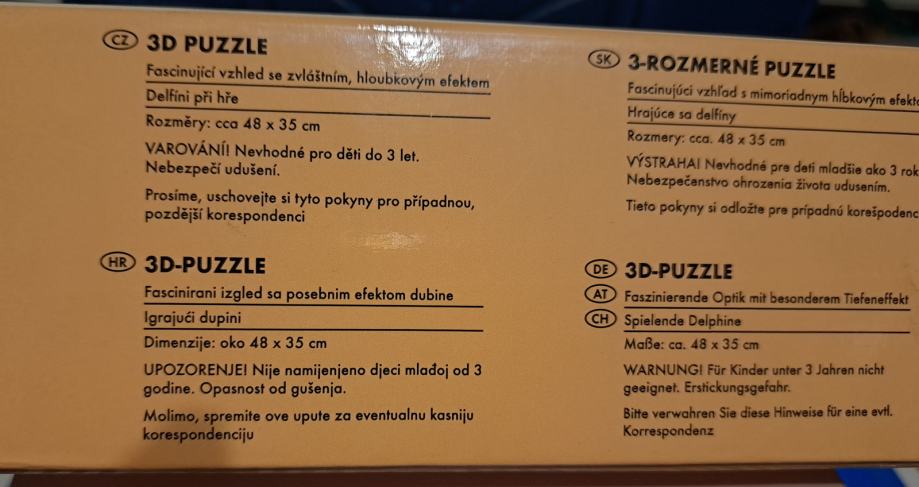 CZ 3D PUZZLE
Fascinující vzhled se zvláštním, hloubkovým efektem
Delfíni při hře
Rozměry: cca 48 x 35 cm
VAROVÁNÍ! Nevhodné pro děti do 3 let.
Nebezpečí udušení.
Prosíme, uschovejte si tyto pokyny pro případnou,
pozdější korespondenci
SK 3-ROZMERNÉ PUZZLE
Fascinujúci vzhľad s mimoriadnym hĺbkovým
Hrajúce sa delfíny
Rozmery: cca. 48 x 35 cm
VÝSTRAHA! Nevhodné pre deti mladšie ako 3
Nebezpečenstvo ohrozenia života udusením.
Tieto pokyny si odložte pre prípadnú
HR 3D-PUZZLE
Fascinirani izgled sa posebnim efektom dubine
Igrajući dupini
Dimenzije: oko 48 x 35 cm
UPOZORENJE! Nije namijenjeno djeci mlađoj od 3
godine. Opasnost od gušenja.
Molimo, spremite ove upute za eventualnu kasniju
korespondenciju
DE 3D-PUZZLE
AT Faszinierende Optik mit besonderem Tiefeneffekt
CH Spielende Delphine
Maße: ca. 48 x 35 cm
WARNUNG! Für Kinder unter 3 Jahren nicht
geeignet. Erstickungsgefahr.
Bitte verwahren Sie diese Hinweise für eine evtl.
Korrespondenz